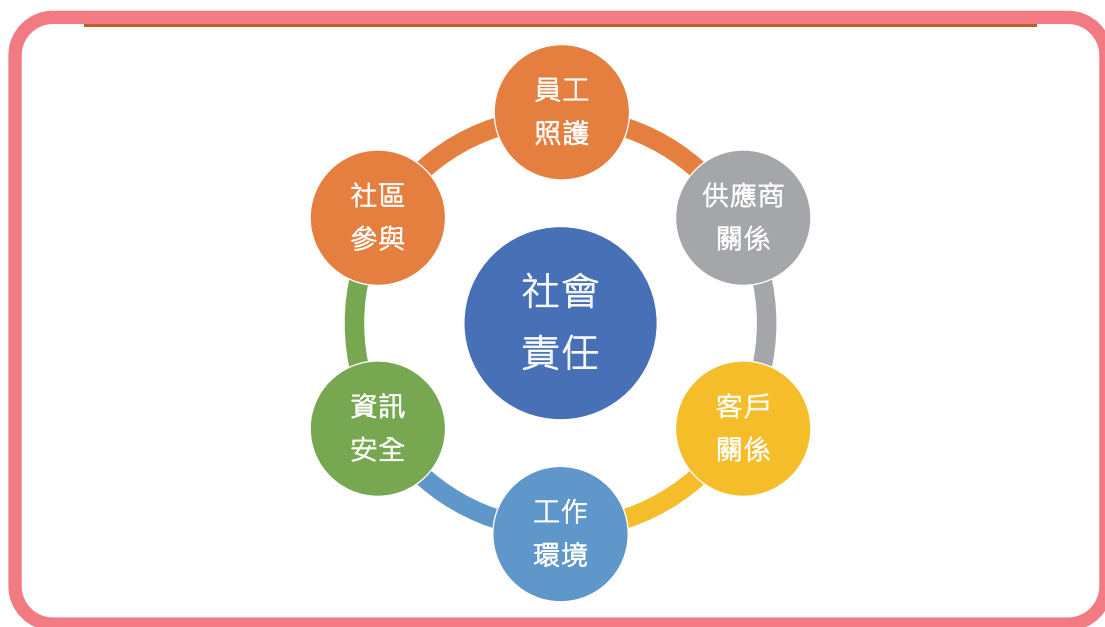 員工
照護
社區
參與
供應商
關係
社會
責任
資訊
安全
客戶
關係
工作
環境